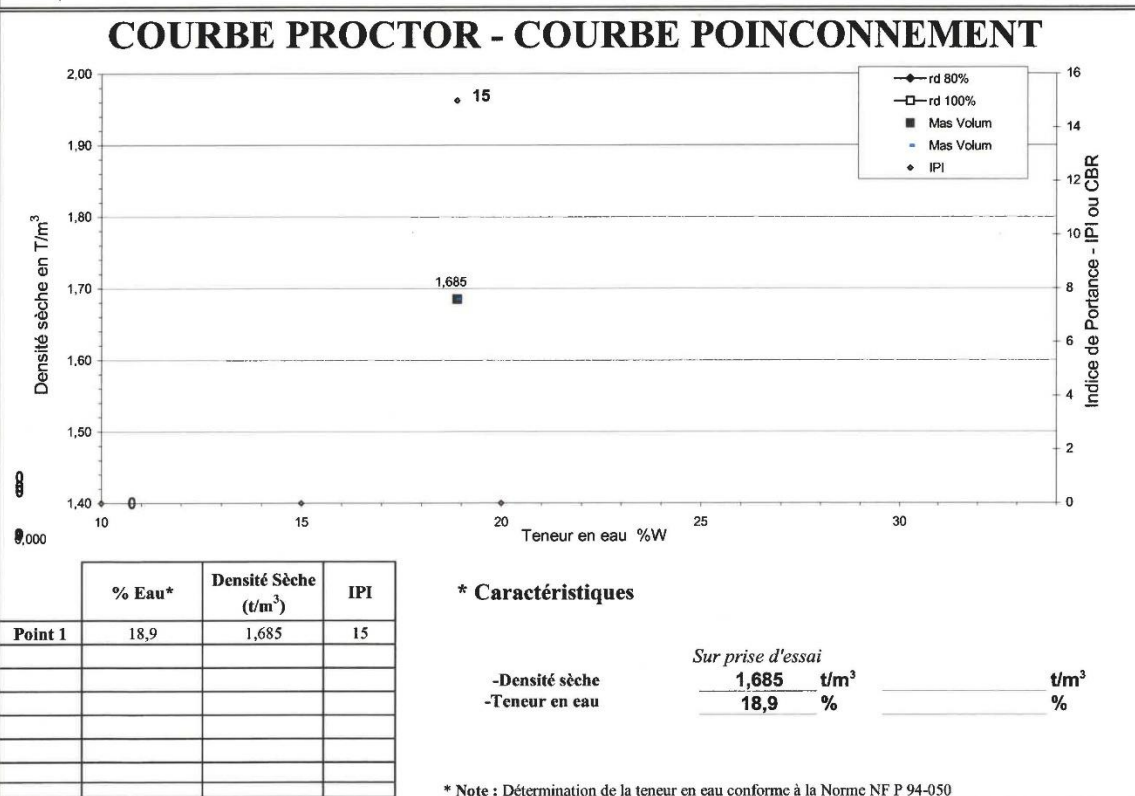 COURBE PROCTOR - COURBE POINCONNEMENT
2,00
1,90
1,80
1,70
1,60
1,50
1,40
Densité sèche en T/m³
15
1,685
0
rd 80%
rd 100%
Mas Volum
Mas Volum
IPI
16
14
12
10
8
6
4
2
0
Indice de Portance - IPI ou CBR
10 15 20 25 30
Teneur en eau %W
% Eau* Densité Sèche (t/m³) IPI
Point 1 18,9 1,685 15
* Caractéristiques
Sur prise d'essai
-Densité sèche 1,685 t/m³ t/m³
-Teneur en eau 18,9 % %
* Note : Détermination de la teneur en eau conforme à la Norme NF P 94-050